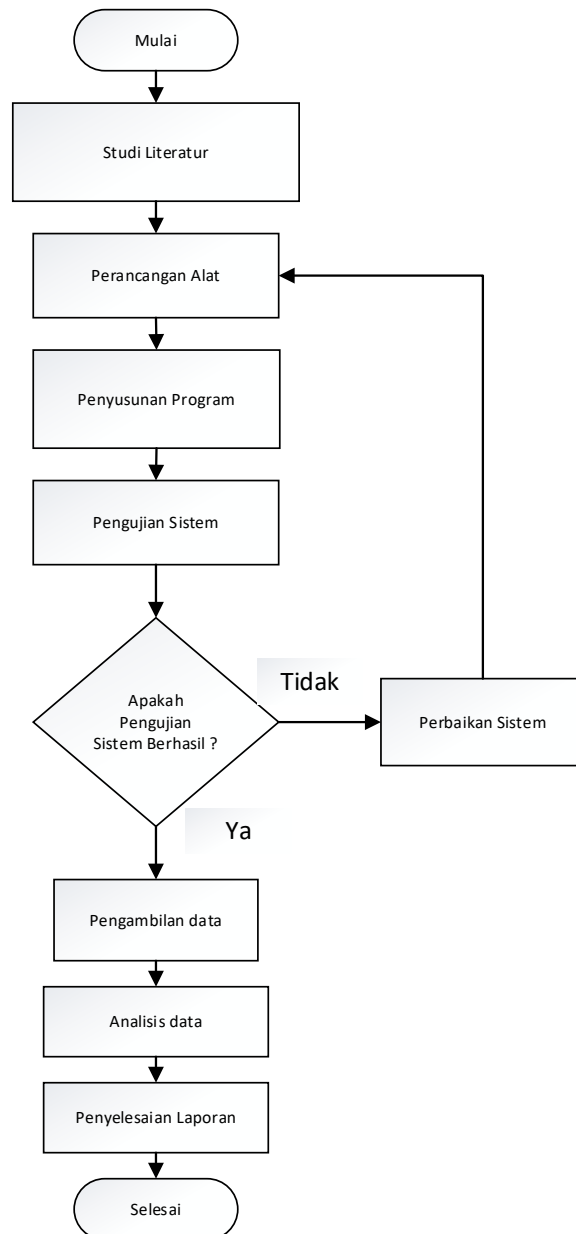 Mulai
Studi Literatur
Perancangan Alat
Penyusunan Program
Pengujian Sistem
Apakah
Pengujian
Sistem Berhasil ?
Tidak
Perbaikan Sistem
Ya
Pengambilan data
Analisis data
Penyelesaian Laporan
Selesai